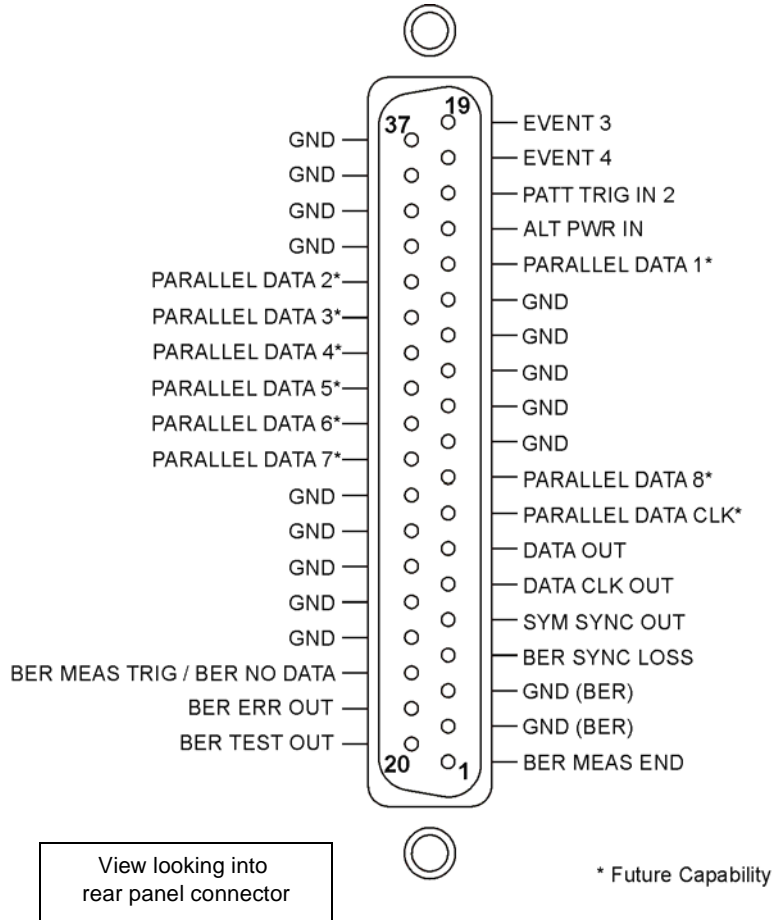 37
19
GND
GND
GND
GND
PARALLEL DATA 2*
PARALLEL DATA 3*
PARALLEL DATA 4*
PARALLEL DATA 5*
PARALLEL DATA 6*
PARALLEL DATA 7*
GND
GND
GND
GND
GND
BER MEAS TRIG / BER NO DATA
BER ERR OUT
BER TEST OUT
EVENT 3
EVENT 4
PATT TRIG IN 2
ALT PWR IN
PARALLEL DATA 1*
GND
GND
GND
GND
GND
PARALLEL DATA 8*
PARALLEL DATA CLK*
DATA OUT
DATA CLK OUT
SYM SYNC OUT
BER SYNC LOSS
GND (BER)
GND (BER)
BER MEAS END
20
1
View looking into
rear panel connector
* Future Capability